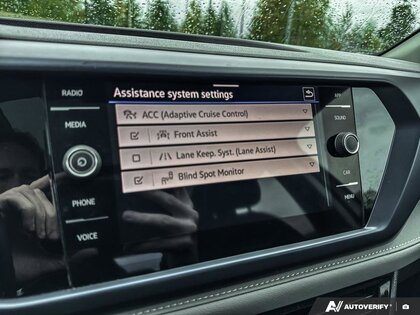 RADIO
MEDIA
PHONE
VOICE
Assistance system settings
ACC (Adaptive Cruise Control)
Front Assist
Lane Keep. Syst. (Lane Assist)
Blind Spot Monitor
APP
SOUND
CAR
MENU
AUTOVERIFY